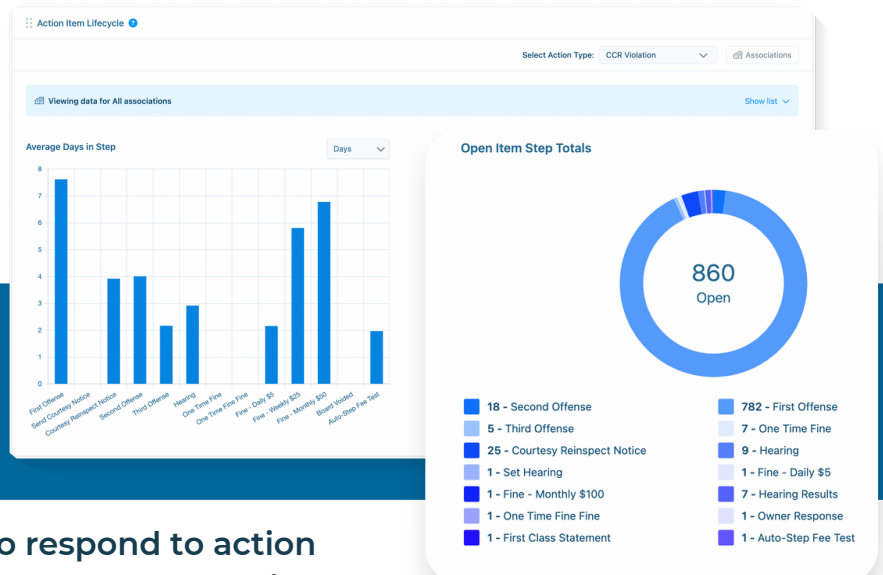 Action Item Lifecycle ?
Select Action Type: CCR Violation
Associations
Viewing data for All associations
Show list
Average Days in Step
Days
8
7
6
5
4
3
2
1
0
First Offense
Send Courtesy Notice
Courtesy Reinspect Notice
Second Offense
Third Offense
Hearing
One Time Fine
One Time Fine Fine
Fine - Daily $5
Fine - Weekly $25
Fine - Monthly $50
Board Voided
Auto-Step Fee Test
Open Item Step Totals
860
Open
18 - Second Offense
782 - First Offense
5 - Third Offense
7 - One Time Fine
25 - Courtesy Reinspect Notice
9 - Hearing
1 - Set Hearing
1 - Fine - Daily $5
1 - Fine - Monthly $100
7 - Hearing Results
1 - One Time Fine Fine
1 - Owner Response
1 - First Class Statement
1 - Auto-Step Fee Test
o respond to action